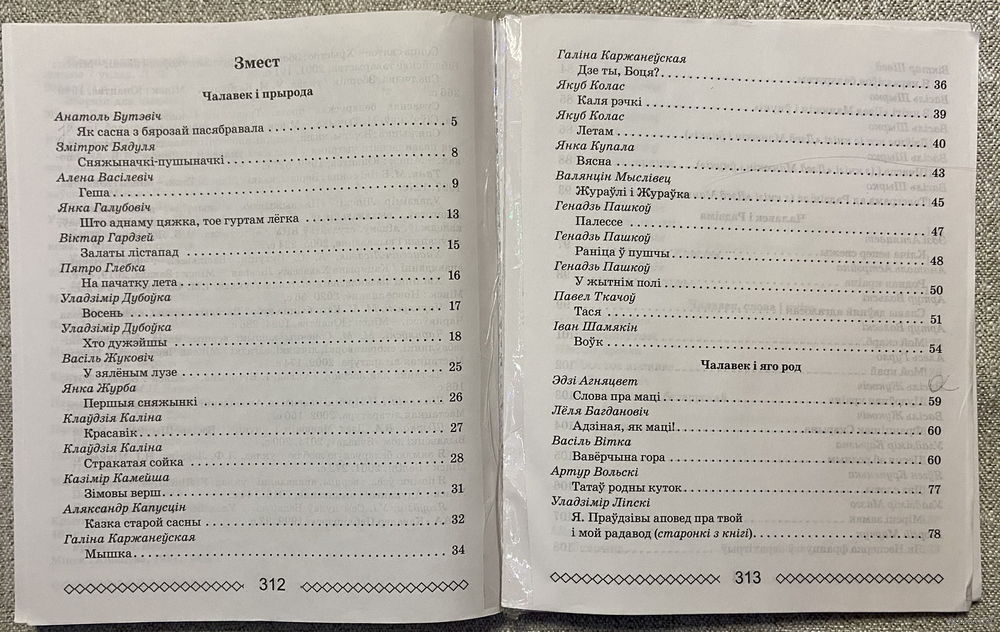 Змест
Чалавек і прырода
Анатоль Бутэвіч
Як сасна з бярозай пасябравала 5
Змітрок Бядуля
Сняжыначкі-пушыначкі 8
Алена Васілевіч
Геша 9
Янка Галубовіч
Што аднаму цяжка, тое гуртам лёгка 13
Віктар Гардзей
Залаты лістапад 15
Пятро Глебка
На пачатку лета 16
Уладзімір Дубоўка
Восень 17
Уладзімір Дубоўка
Хто дужэйшы 18
Васіль Жуковіч
У зялёным лузе 25
Янка Журба
Першыя сняжынкі 26
Клаўдзія Каліна
Красавік 27
Клаўдзія Каліна
Стракатая сойка 28
Казімір Камейша
Зімовы верш 31
Аляксандр Капусцін
Казка старой сасны 32
Галіна Каржанеўская
Мышка 34
312
Галіна Каржанеўская
Дзе ты, Боця? 36
Якуб Колас
Каля рэчкі 39
Якуб Колас
Летам 40
Янка Купала
Вясна 43
Валянцін Мыслівец
Жураўлі і Жураўка 45
Генадзь Пашкоў
Палессе 47
Генадзь Пашкоў
Раніца ў пушчы 48
Генадзь Пашкоў
У жытнім полі 50
Павел Ткачоў
Тася 51
Іван Шамякін
Воўк 54
Чалавек і яго род
Эдзі Агняцвет
Слова пра маці 59
Лёля Багдановіч
Адзіная, як маці! 60
Васіль Вітка
Вавёрчына гора 60
Артур Вольскі
Татаў родны куток 77
Уладзімір Ліпскі
Я. Праўдзівы аповед пра твой
і мой радавод (старонкі з кнігі) 78
313